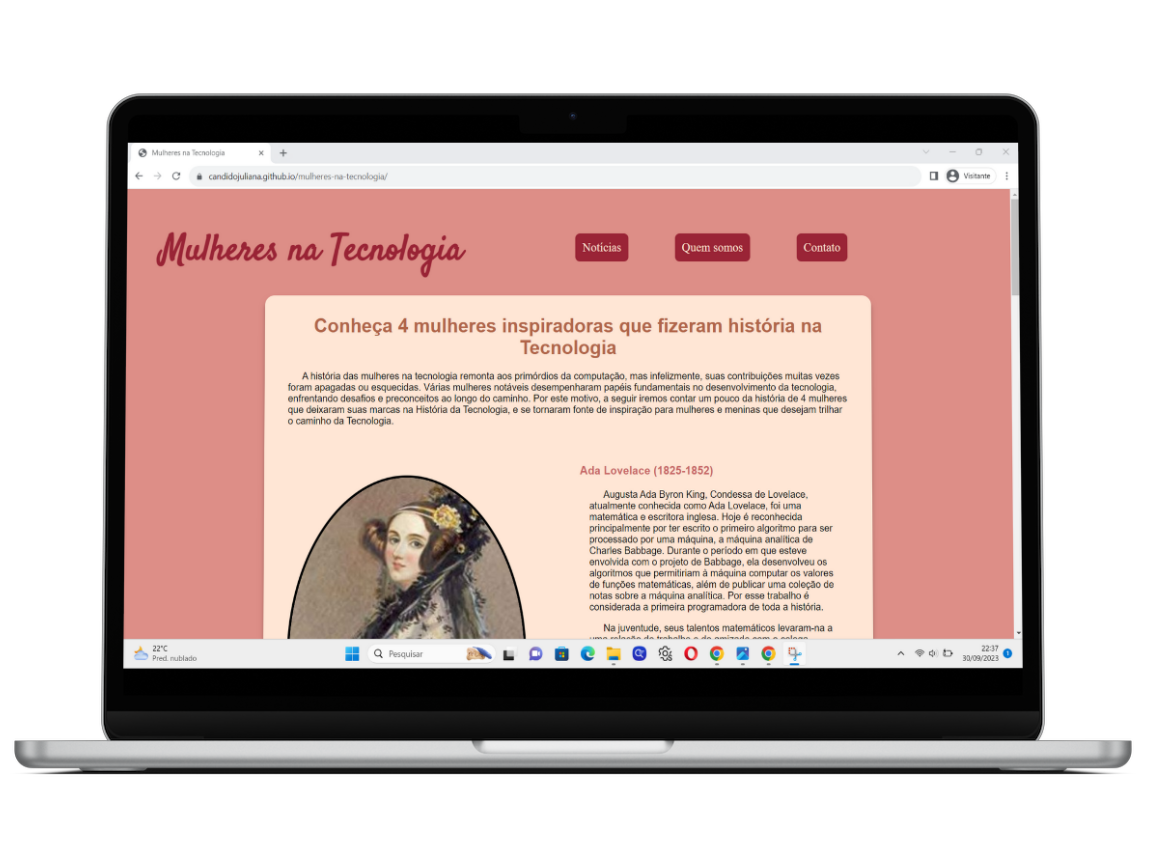 Mulheres na Tecnologia
candidojuliana.github.io/mulheres-na-tecnologia/
Visitante
Mulheres na Tecnologia
Notícias
Quem somos
Contato
Conheça 4 mulheres inspiradoras que fizeram história na
Tecnologia
A história das mulheres na tecnologia remonta aos primórdios da computação, mas infelizmente, suas contribuições muitas vezes
foram apagadas ou esquecidas. Várias mulheres notáveis desempenharam papéis fundamentais no desenvolvimento da tecnologia,
enfrentando desafios e preconceitos ao longo do caminho. Por este motivo, a seguir iremos contar um pouco da história de 4 mulheres
que deixaram suas marcas na História da Tecnologia, e se tornaram fonte de inspiração para mulheres e meninas que desejam trilhar
o caminho da Tecnologia.
Ada Lovelace (1825-1852)
Augusta Ada Byron King, Condessa de Lovelace,
atualmente conhecida como Ada Lovelace, foi uma
matemática e escritora inglesa. Hoje é reconhecida
principalmente por ter escrito o primeiro algoritmo para ser
processado por uma máquina, a máquina analítica de
Charles Babbage. Durante o período em que esteve
envolvida com o projeto de Babbage, ela desenvolveu os
algoritmos que permitiriam à máquina computar os valores
de funções matemáticas, além de publicar uma coleção de
notas sobre a máquina analítica. Por esse trabalho é
considerada a primeira programadora de toda a história.
Na juventude, seus talentos matemáticos levaram-na a
22°C
Pred. nublado
Pesquisar
22:37
30/09/2023
1